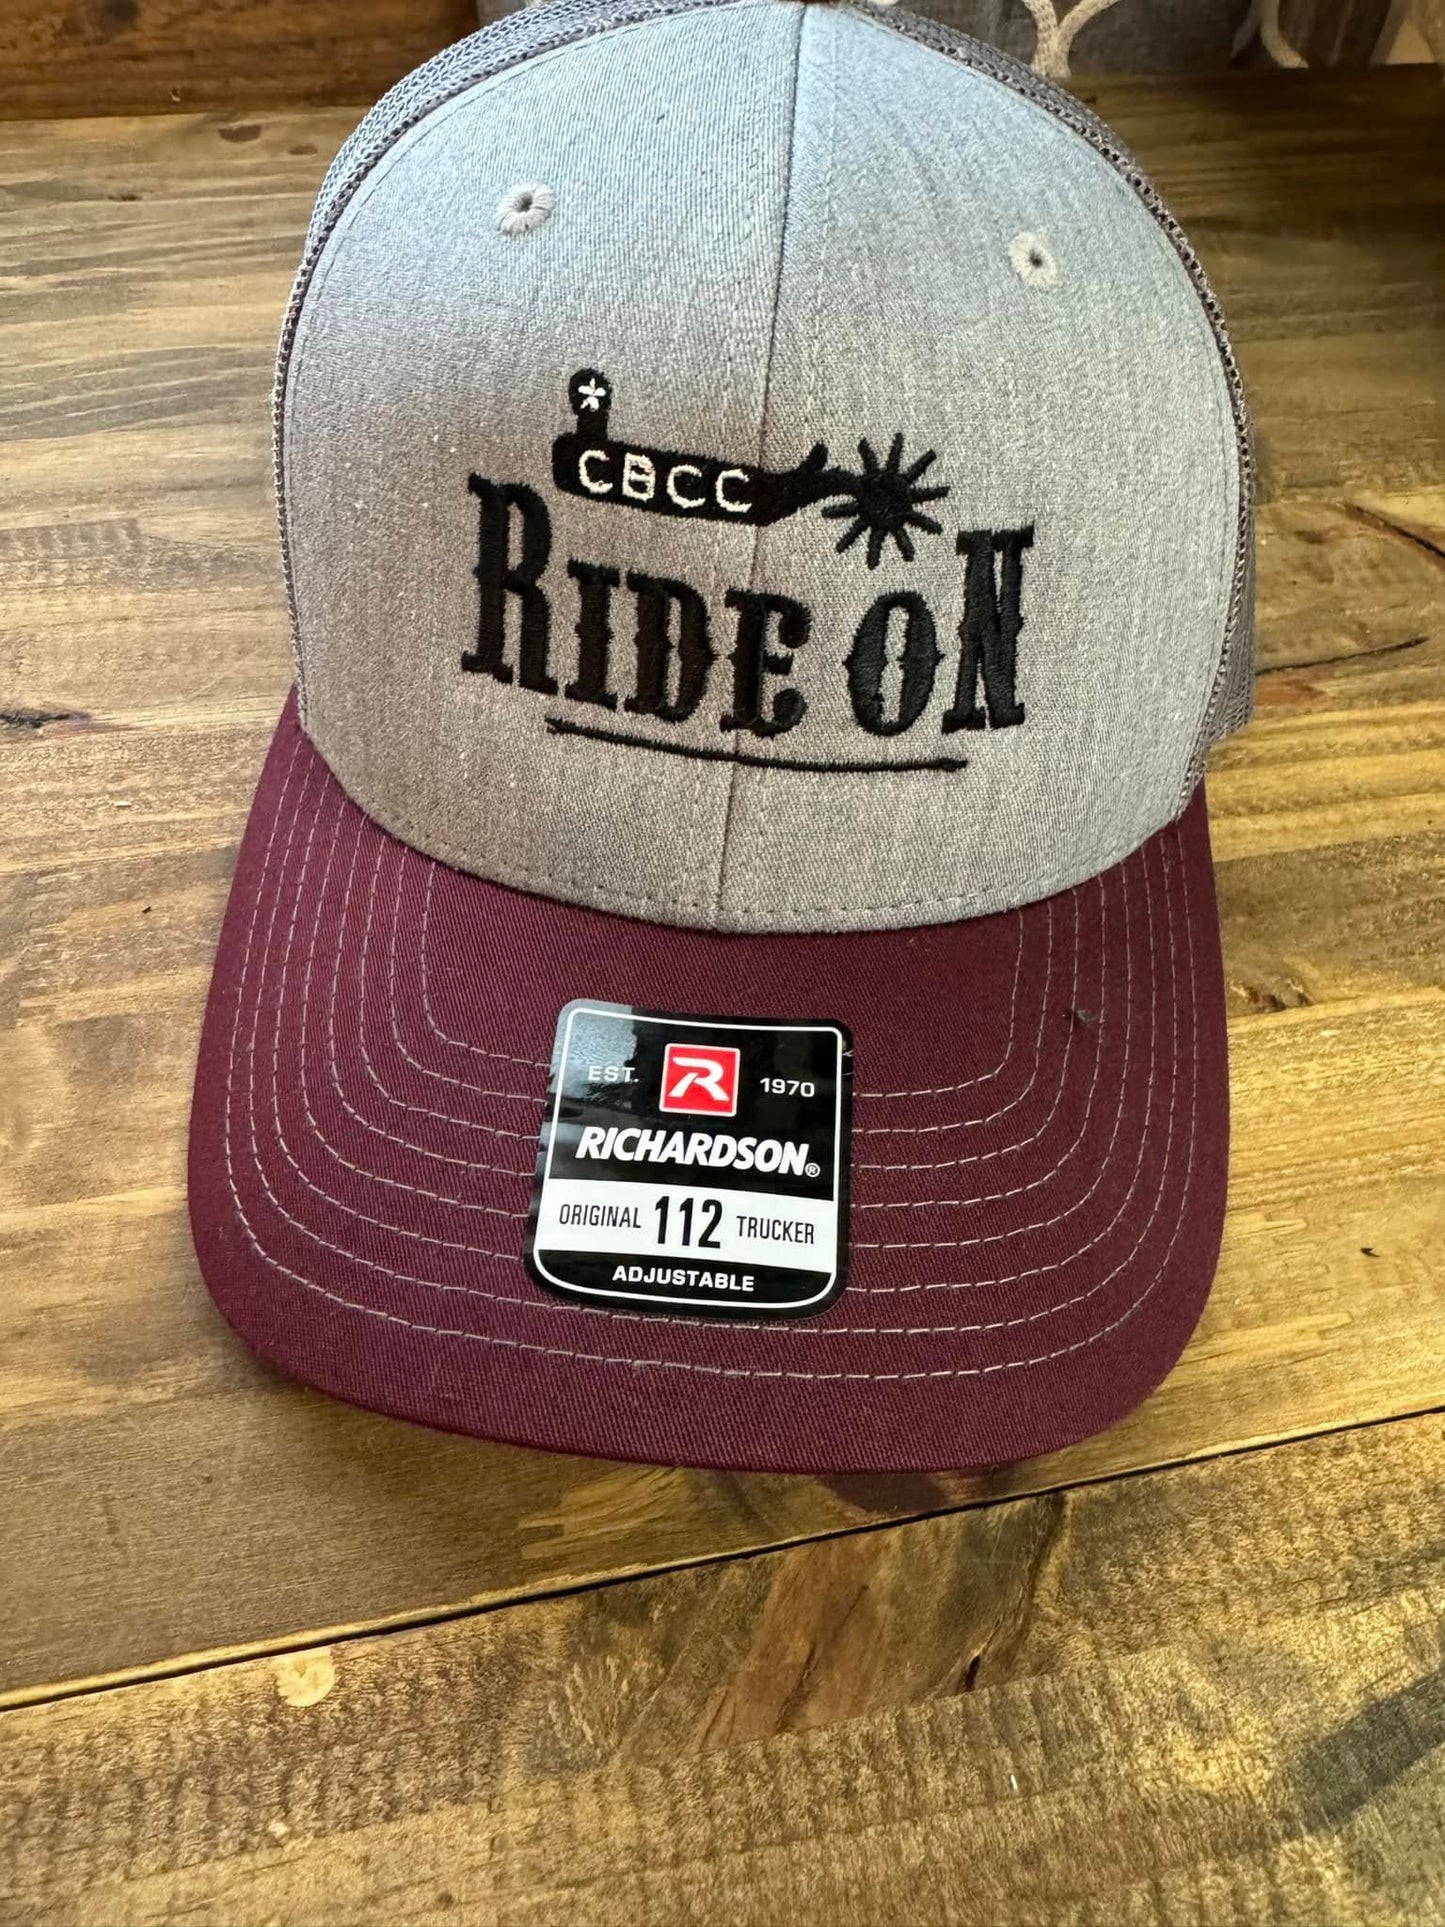 CBCC
RIDE ON
EST. R 1970
RICHARDSON®
ORIGINAL 112 TRUCKER
ADJUSTABLE